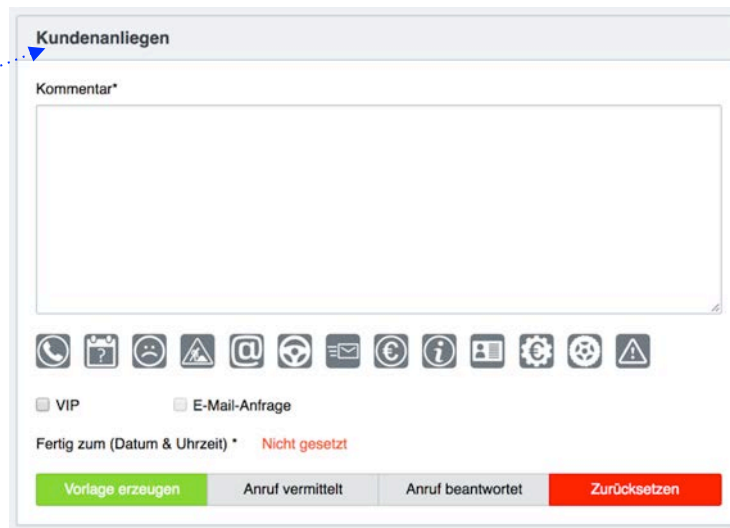 Kundenanliegen
Kommentar*
VIP E-Mail-Anfrage
Fertig zum (Datum & Uhrzeit) * Nicht gesetzt
Vorlage erzeugen Anruf vermittelt Anruf beantwortet Zurücksetzen